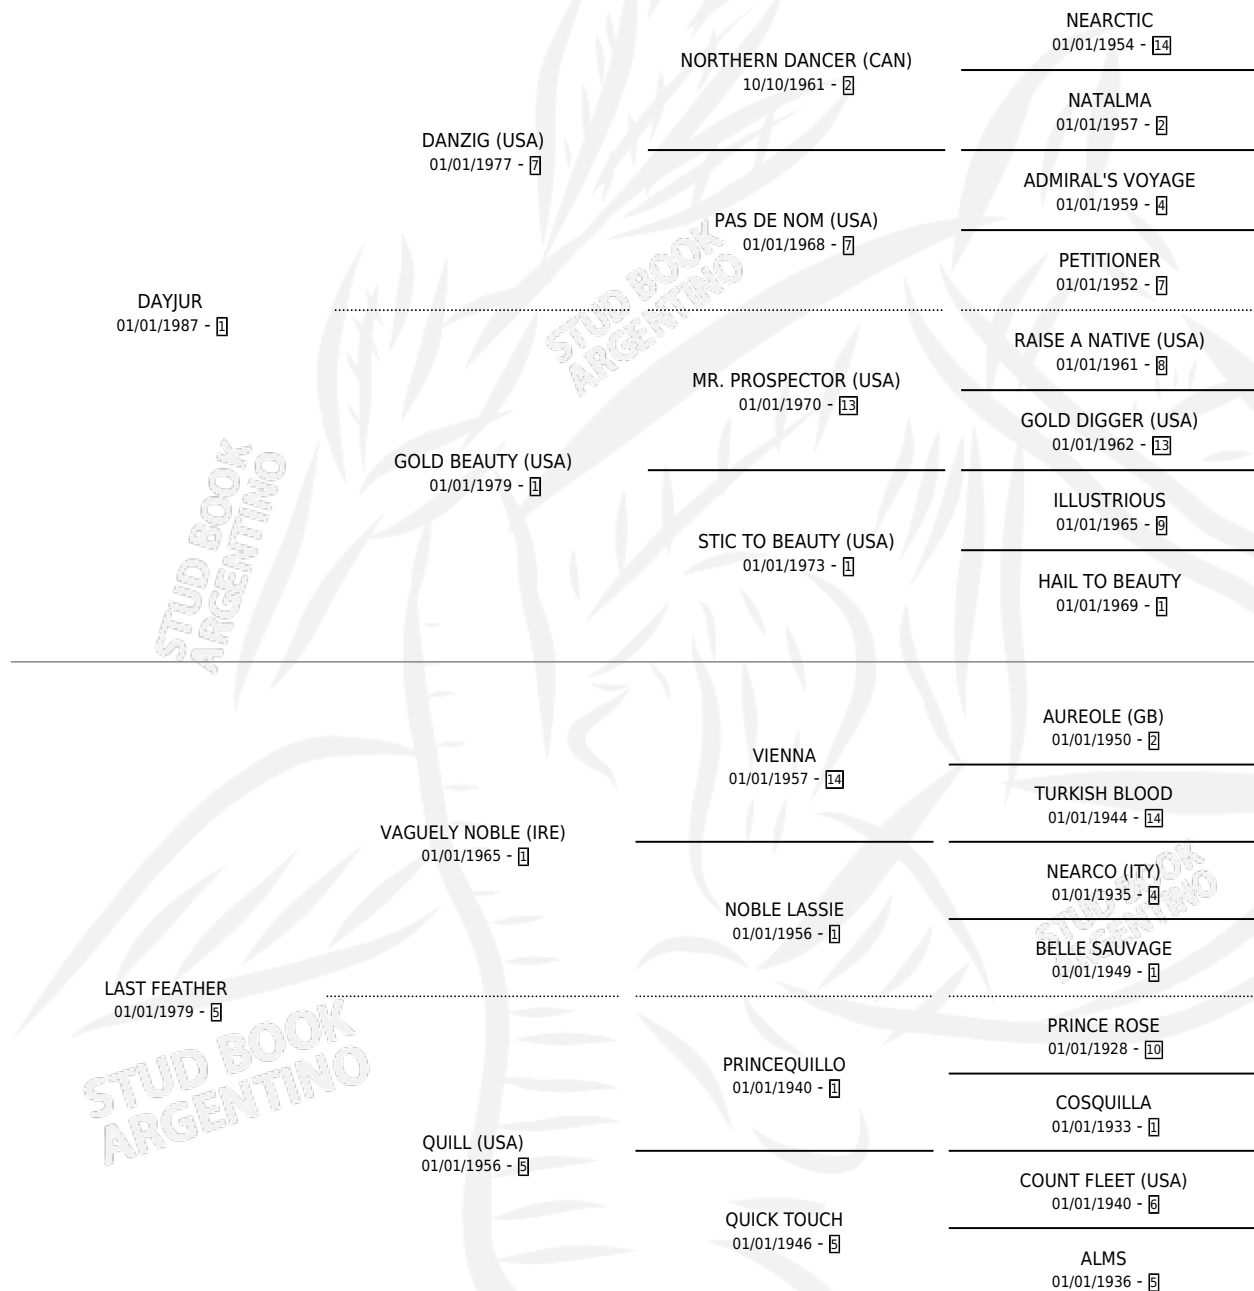 NEARCTIC
01/01/1954 - 14
NORTHERN DANCER (CAN)
10/10/1961 - 2
NATALMA
01/01/1957 - 2
DANZIG (USA)
01/01/1977 - 7
ADMIRAL'S VOYAGE
01/01/1959 - 4
PAS DE NOM (USA)
01/01/1968 - 7
PETITIONER
01/01/1952 - 7
DAYJUR
01/01/1987 - 1
RAISE A NATIVE (USA)
01/01/1961 - 8
MR. PROSPECTOR (USA)
01/01/1970 - 13
GOLD DIGGER (USA)
01/01/1962 - 13
GOLD BEAUTY (USA)
01/01/1979 - 1
ILLUSTRIOUS
01/01/1965 - 9
STIC TO BEAUTY (USA)
01/01/1973 - 1
HAIL TO BEAUTY
01/01/1969 - 1
AUREOLE (GB)
01/01/1950 - 2
VIENNA
01/01/1957 - 14
TURKISH BLOOD
01/01/1944 - 14
VAGUELY NOBLE (IRE)
01/01/1965 - 1
NEARCO (ITY)
01/01/1935 - 4
NOBLE LASSIE
01/01/1956 - 1
BELLE SAUVAGE
01/01/1949 - 1
LAST FEATHER
01/01/1979 - 5
PRINCE ROSE
01/01/1928 - 10
PRINCEQUILLO
01/01/1940 - 1
COSQUILLA
01/01/1933 - 1
QUILL (USA)
01/01/1956 - 5
COUNT FLEET (USA)
01/01/1940 - 6
QUICK TOUCH
01/01/1946 - 5
ALMS
01/01/1936 - 5
STUD BOOK
ARGENTINO
STUD BOOK
ARGENTINO
STUD BOOK
ARGENTINO
STUD BOOK
ARGENTINO